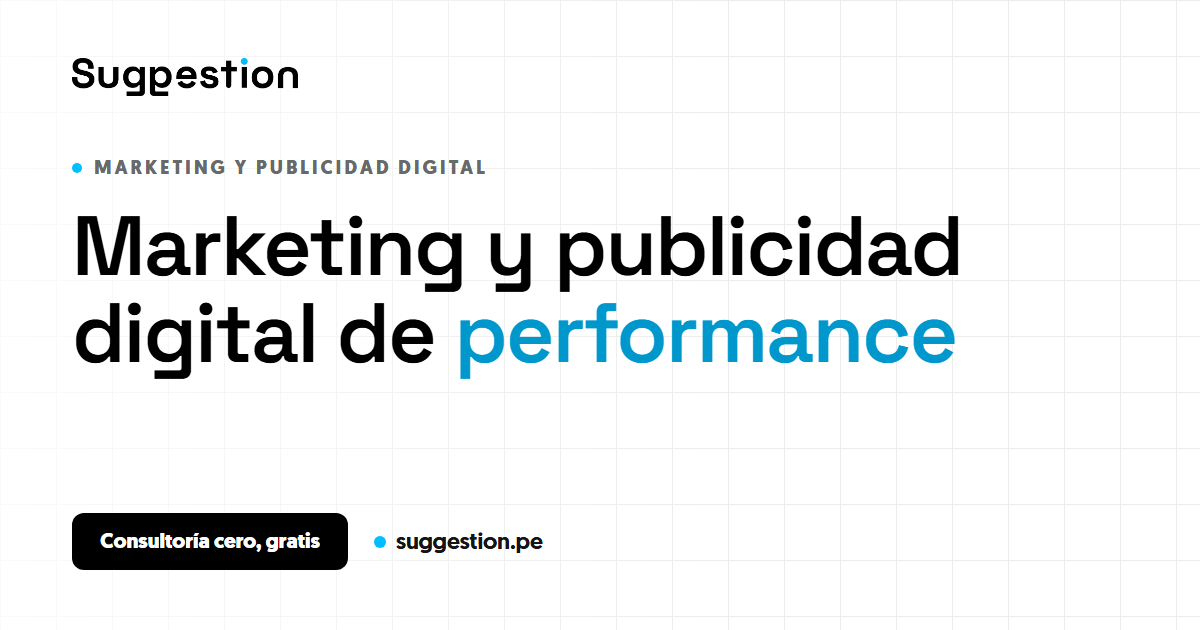 Suggestion
MARKETING Y PUBLICIDAD DIGITAL
Marketing y publicidad
digital de performance
Consultoría cero, gratis
suggestion.pe